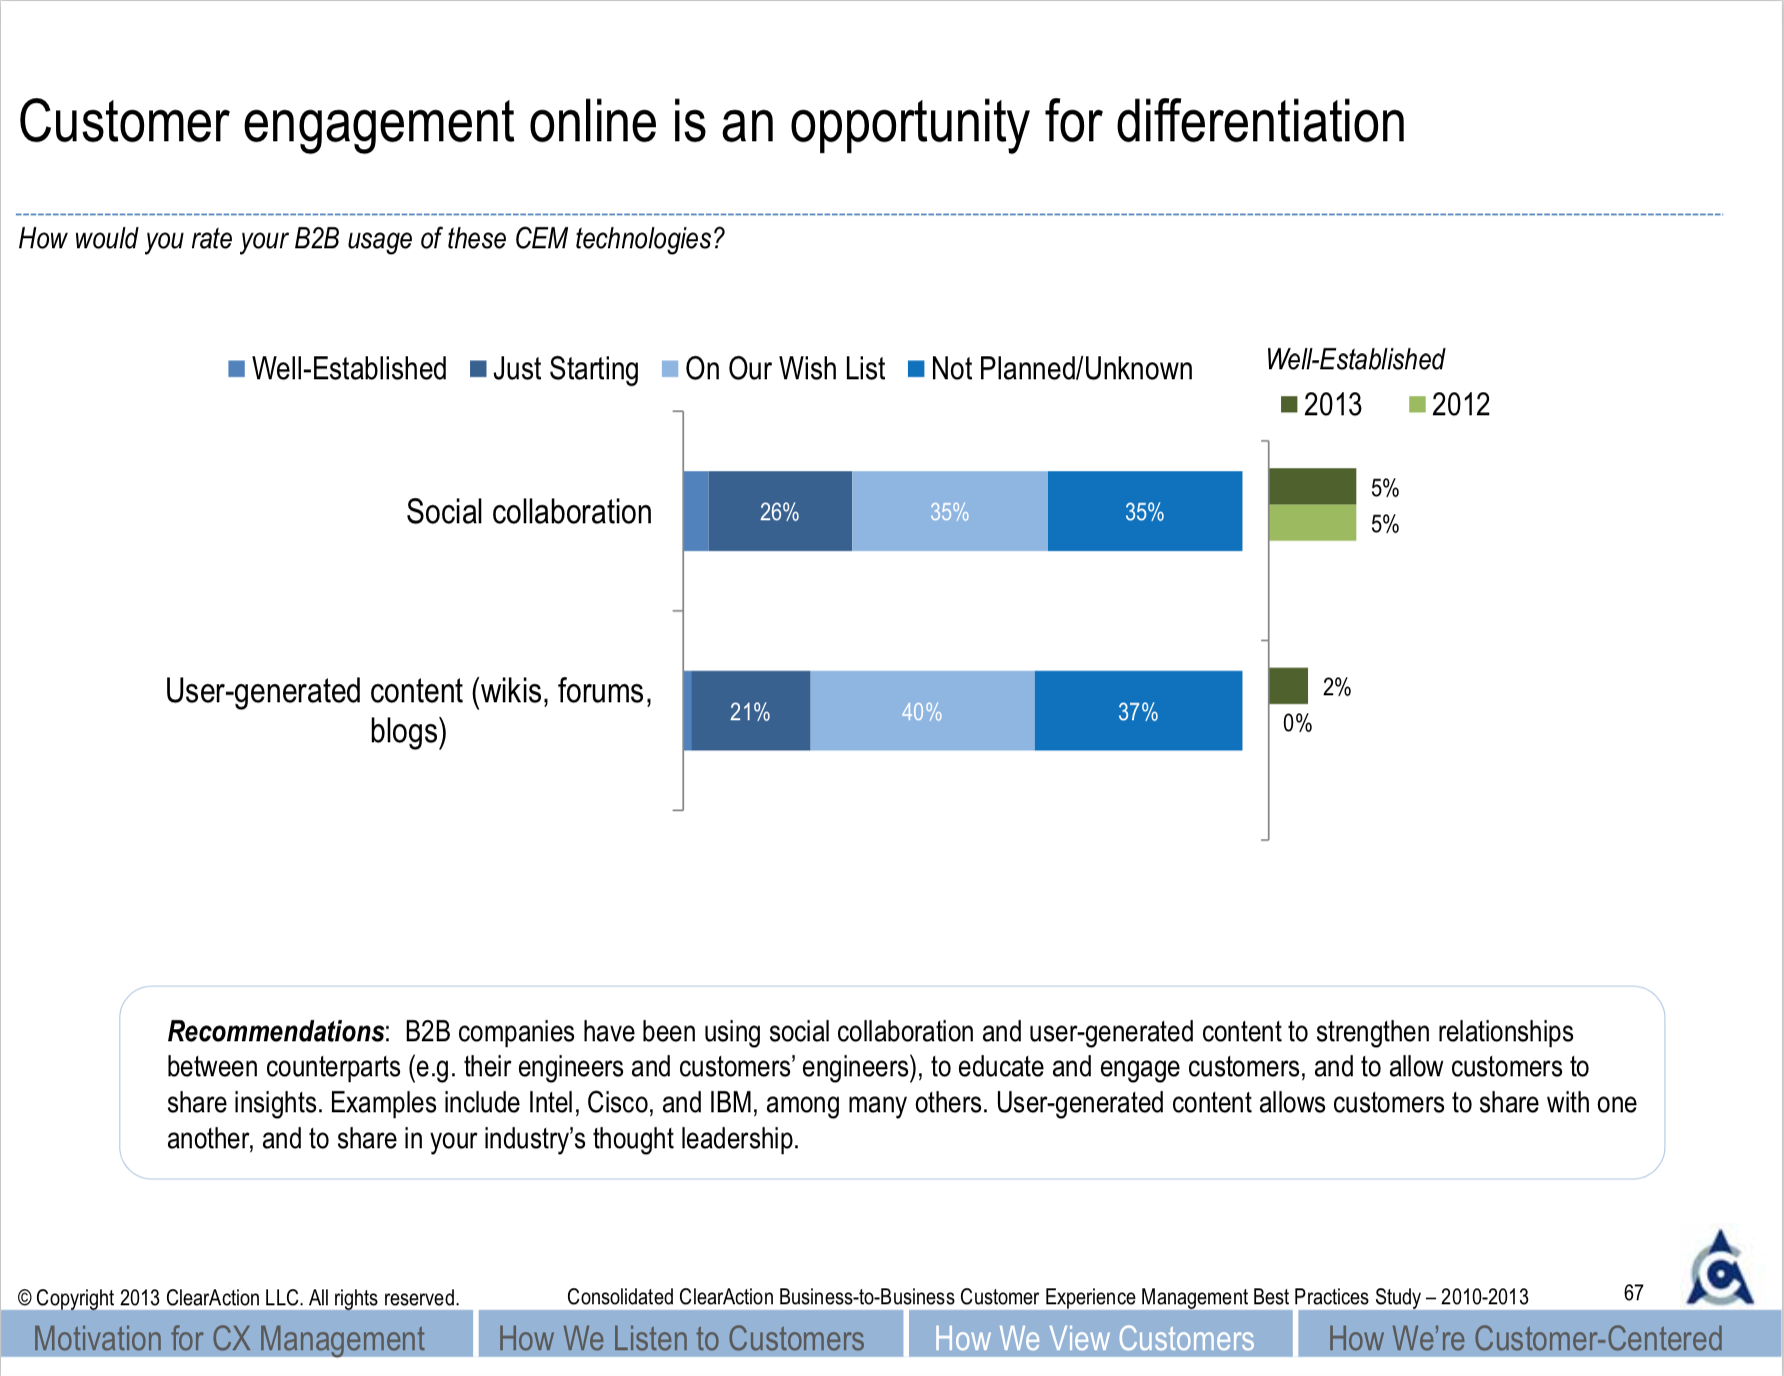 Customer engagement online is an opportunity for differentiation
How would you rate your B2B usage of these CEM technologies?
Well-Established Just Starting On Our Wish List Not Planned/Unknown
Well-Established
2013 2012
Social collaboration
26% 35% 35%
5%
5%
User-generated content (wikis, forums,
blogs)
21% 40% 37%
2%
0%
Recommendations: B2B companies have been using social collaboration and user-generated content to strengthen relationships
between counterparts (e.g. their engineers and customers’ engineers), to educate and engage customers, and to allow customers to
share insights. Examples include Intel, Cisco, and IBM, among many others. User-generated content allows customers to share with one
another, and to share in your industry’s thought leadership.
© Copyright 2013 ClearAction LLC. All rights reserved.
Consolidated ClearAction Business-to-Business Customer Experience Management Best Practices Study – 2010-2013
67
Motivation for CX Management
How We Listen to Customers
How We View Customers
How We’re Customer-Centered